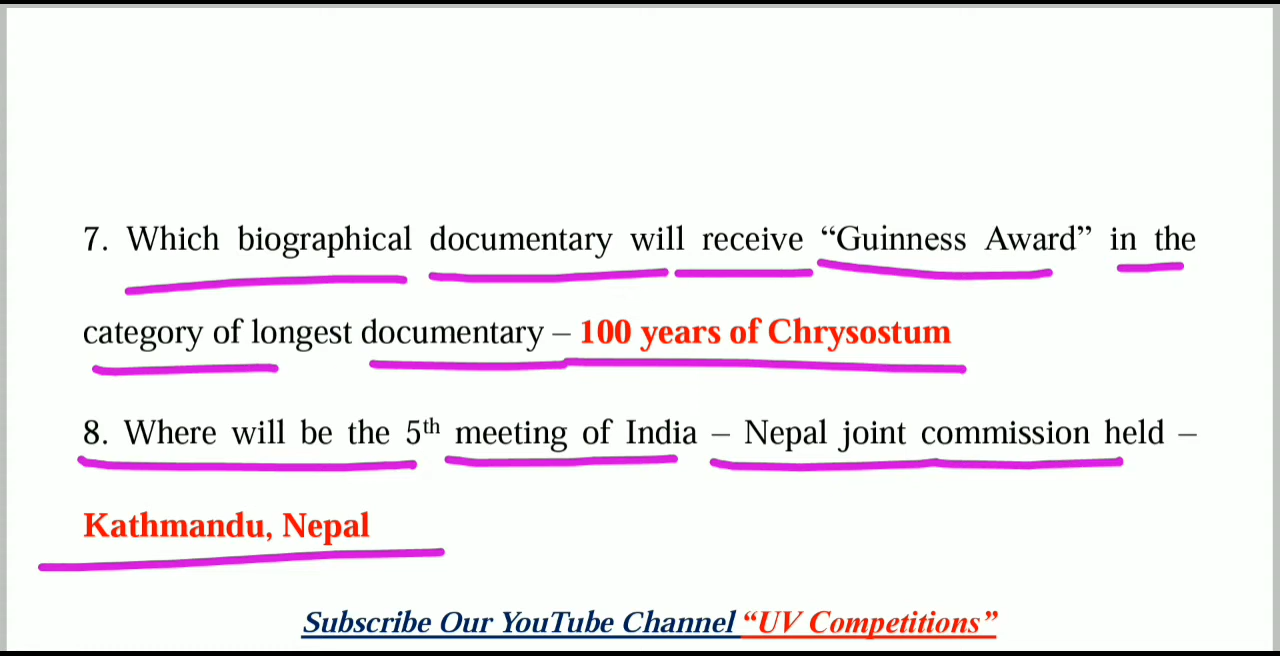 7. Which biographical documentary will receive “Guinness Award” in the
category of longest documentary – 100 years of Chrysostum
8. Where will be the 5th meeting of India – Nepal joint commission held –
Kathmandu, Nepal
Subscribe Our YouTube Channel “UV Competitions”